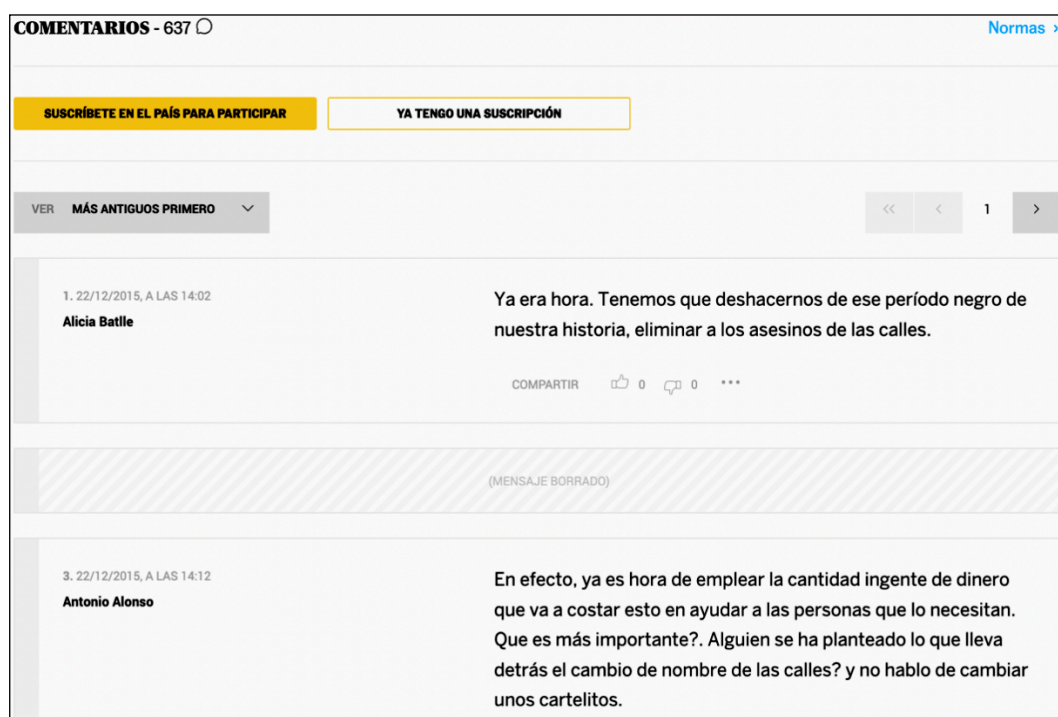 COMENTARIOS - 637
Normas ›
SUSCRÍBETE EN EL PAÍS PARA PARTICIPAR
YA TENGO UNA SUSCRIPCIÓN
VER MÁS ANTIGUOS PRIMERO
<< < 1 >
1. 22/12/2015, A LAS 14:02
Alicia Batlle
Ya era hora. Tenemos que deshacernos de ese período negro de
nuestra historia, eliminar a los asesinos de las calles.
COMPARTIR 0 0 •••
(MENSAJE BORRADO)
3. 22/12/2015, A LAS 14:12
Antonio Alonso
En efecto, ya es hora de emplear la cantidad ingente de dinero
que va a costar esto en ayudar a las personas que lo necesitan.
Que es más importante?. Alguien se ha planteado lo que lleva
detrás el cambio de nombre de las calles? y no hablo de cambiar
unos cartelitos.